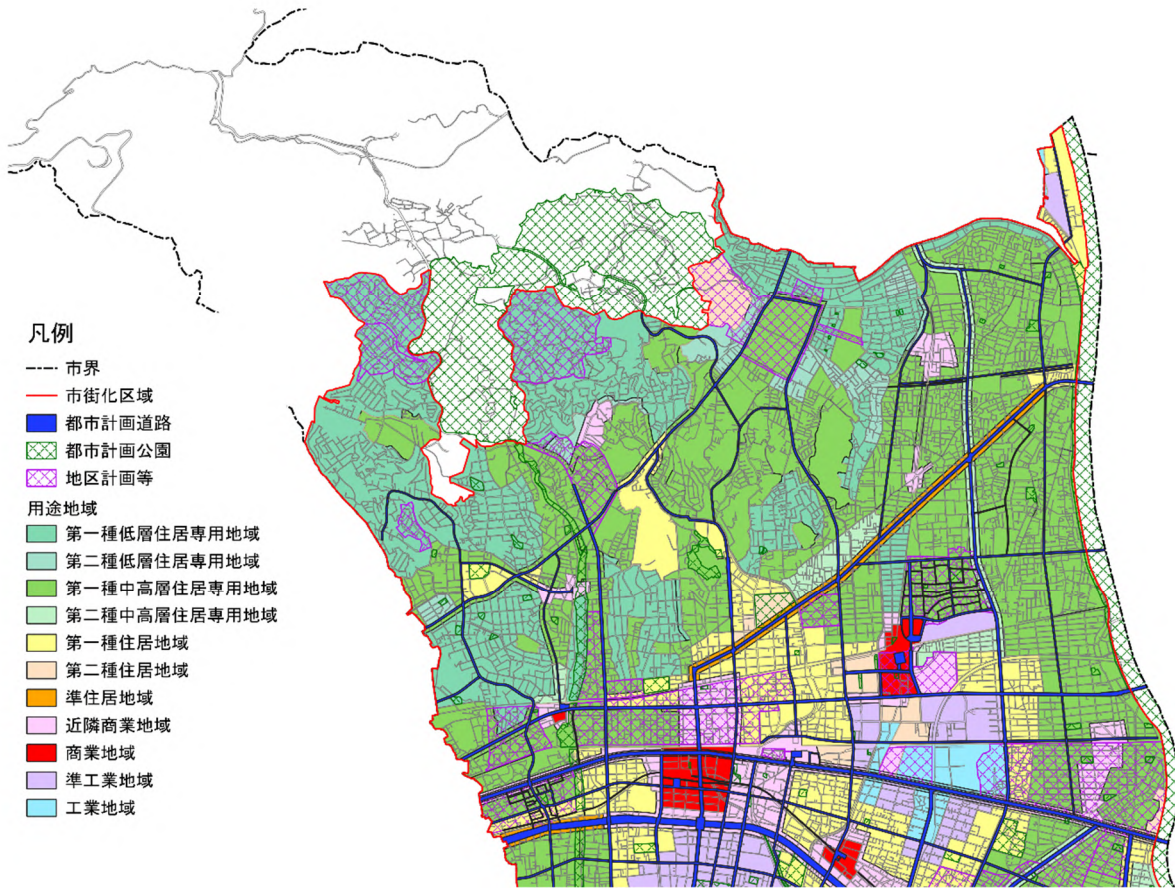 凡例
市界
市街化区域
都市計画道路
都市計画公園
地区計画等
用途地域
第一種低層住居専用地域
第二種低層住居専用地域
第一種中高層住居専用地域
第二種中高層住居専用地域
第一種住居地域
第二種住居地域
準住居地域
近隣商業地域
商業地域
準工業地域
工業地域